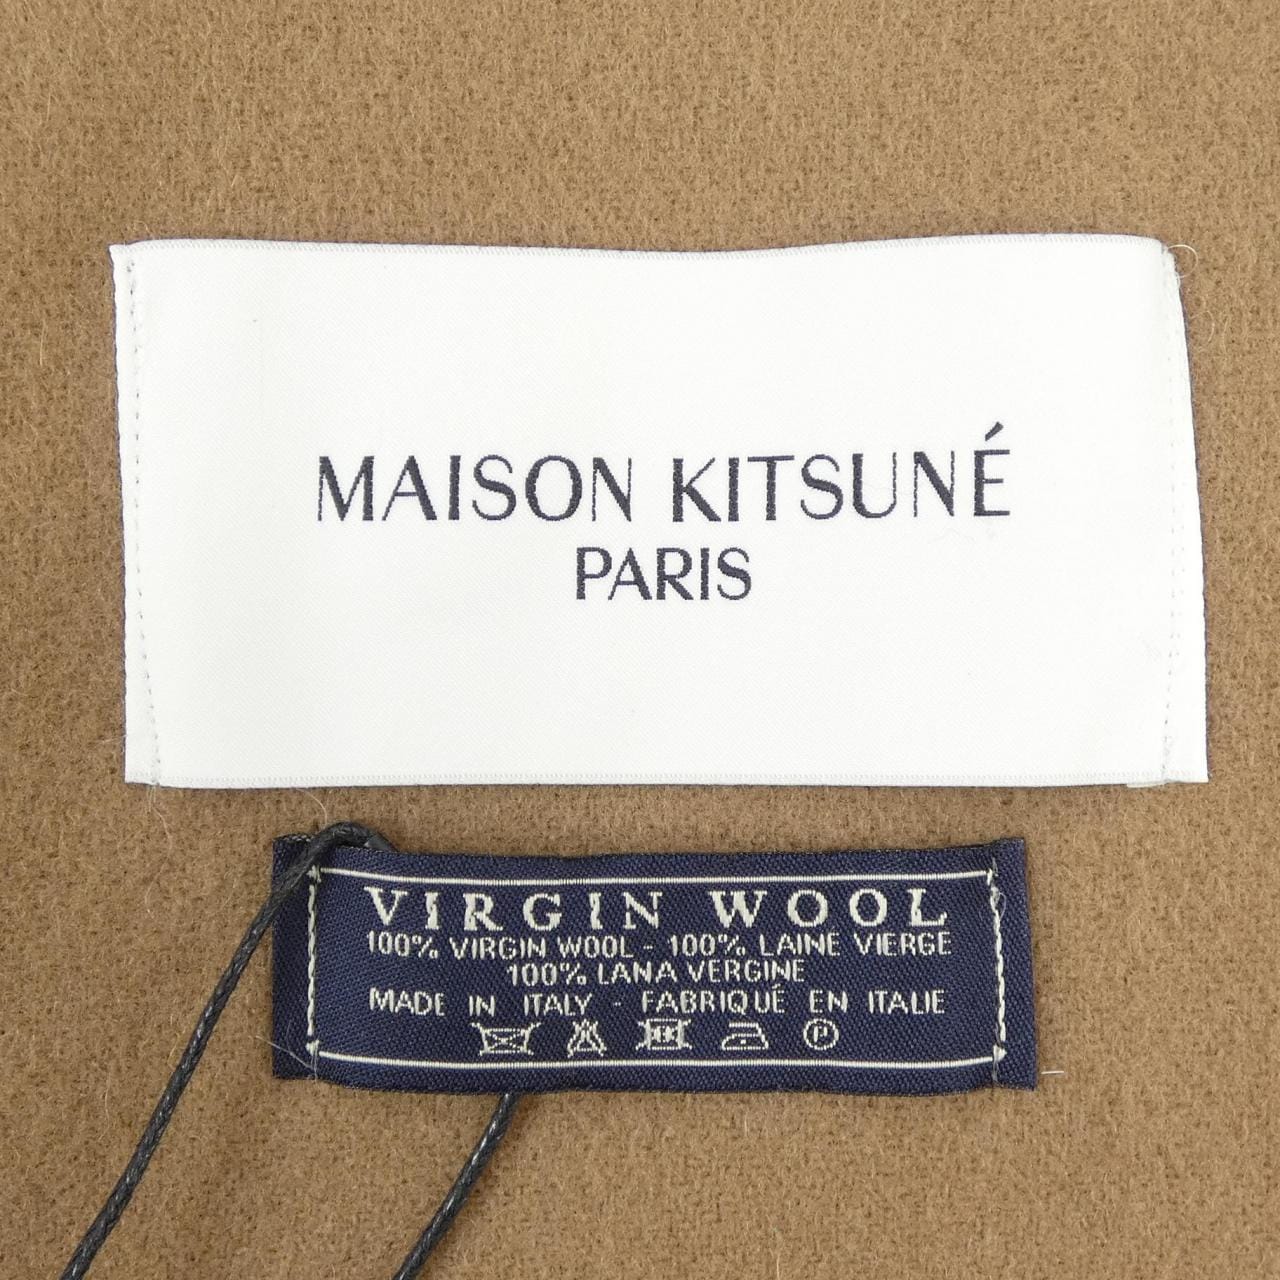 MAISON KITSUNÉ
PARIS
VIRGIN WOOL
100% VIRGIN WOOL - 100% LAINE VIERGE
100% LANA VERGINE
MADE IN ITALY - FABRIQUÉ EN ITALIE
P